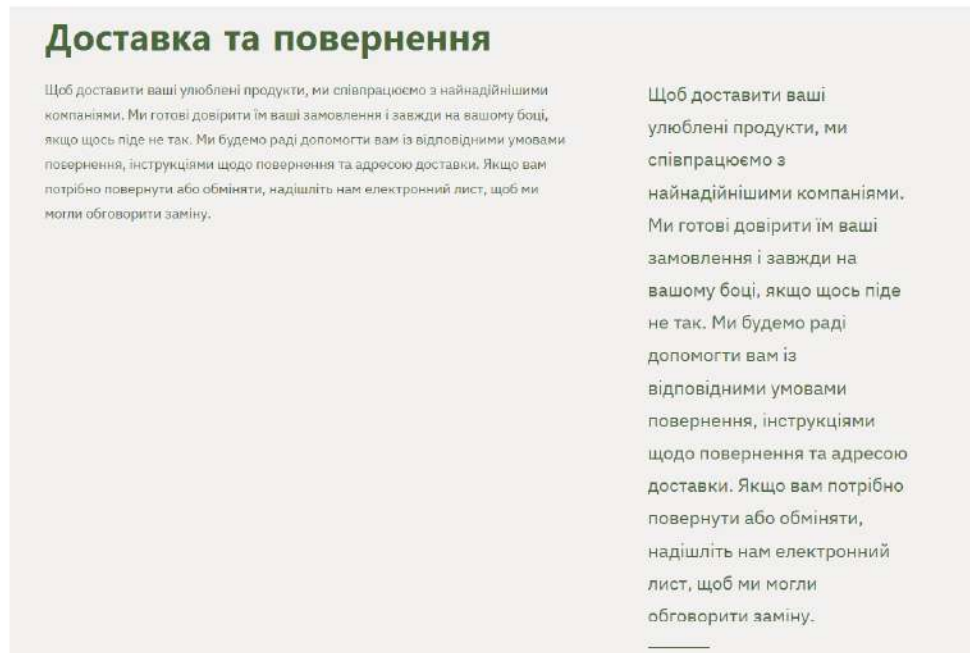 Доставка та повернення
Щоб доставити ваші улюблені продукти, ми співпрацюємо з найнадійнішими
компаніями. Ми готові довірити їм ваші замовлення і завжди на вашому боці,
якщо щось піде не так. Ми будемо раді допомогти вам із відповідними умовами
повернення, інструкціями щодо повернення та адресою доставки. Якщо вам
потрібно повернути або обміняти, надішліть нам електронний лист, щоб ми
могли обговорити заміну.
Щоб доставити ваші
улюблені продукти, ми
співпрацюємо з
найнадійнішими компаніями.
Ми готові довірити їм ваші
замовлення і завжди на
вашому боці, якщо щось піде
не так. Ми будемо раді
допомогти вам із
відповідними умовами
повернення, інструкціями
щодо повернення та адресою
доставки. Якщо вам потрібно
повернути або обміняти,
надішліть нам електронний
лист, щоб ми могли
обговорити заміну.